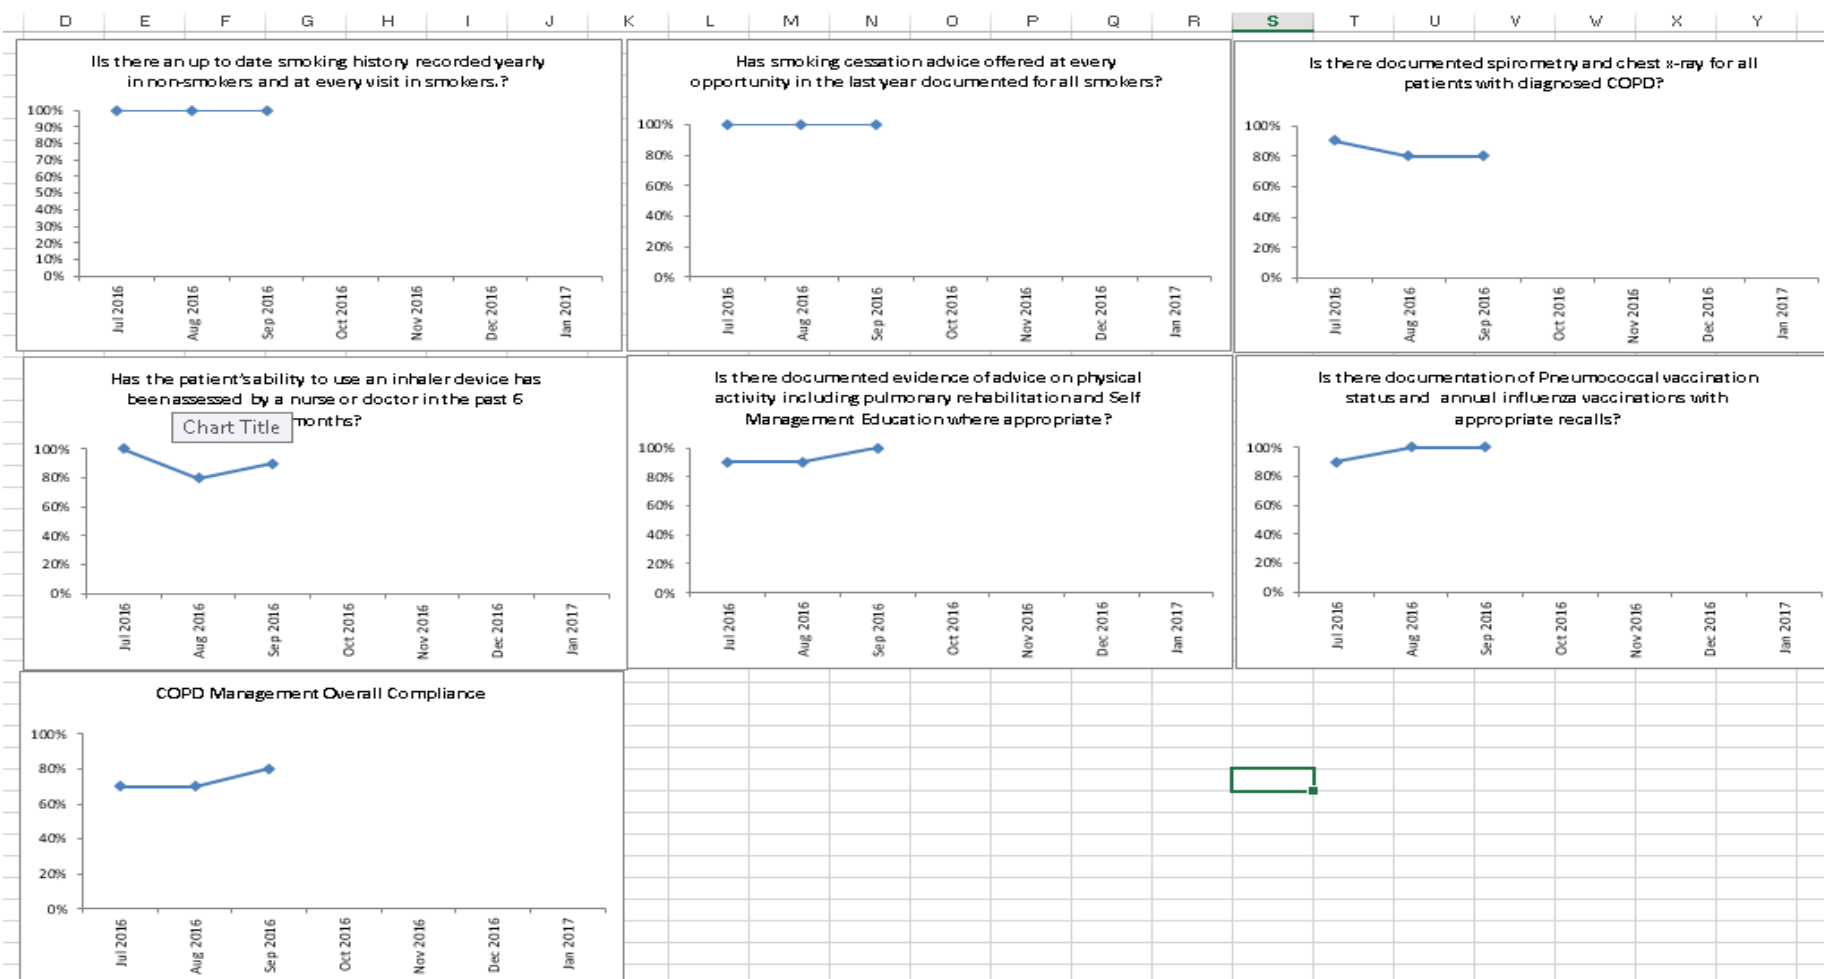 D E F G H I J K L M N O P Q R S T U V W X Y
IIs there an up to date smoking history recorded yearly
in non-smokers and at every visit in smokers.?
100%
90%
80%
70%
60%
50%
40%
30%
20%
10%
0%
Jul 2016
Aug 2016
Sep 2016
Oct 2016
Nov 2016
Dec 2016
Jan 2017
Has smoking cessation advice offered at every
opportunity in the last year documented for all smokers?
100%
80%
60%
40%
20%
0%
Jul 2016
Aug 2016
Sep 2016
Oct 2016
Nov 2016
Dec 2016
Jan 2017
Is there documented spirometry and chest x-ray for all
patients with diagnosed COPD?
100%
80%
60%
40%
20%
0%
Jul 2016
Aug 2016
Sep 2016
Oct 2016
Nov 2016
Dec 2016
Jan 2017
Has the patient's ability to use an inhaler device has
been assessed by a nurse or doctor in the past 6
months?
Chart Title
100%
80%
60%
40%
20%
0%
Jul 2016
Aug 2016
Sep 2016
Oct 2016
Nov 2016
Dec 2016
Jan 2017
Is there documented evidence of advice on physical
activity including pulmonary rehabilitation and Self
Management Education where appropriate?
100%
80%
60%
40%
20%
0%
Jul 2016
Aug 2016
Sep 2016
Oct 2016
Nov 2016
Dec 2016
Jan 2017
Is there documentation of Pneumococcal vaccination
status and annual influenza vaccinations with
appropriate recalls?
100%
80%
60%
40%
20%
0%
Jul 2016
Aug 2016
Sep 2016
Oct 2016
Nov 2016
Dec 2016
Jan 2017
COPD Management Overall Compliance
100%
80%
60%
40%
20%
0%
Jul 2016
Aug 2016
Sep 2016
Oct 2016
Nov 2016
Dec 2016
Jan 2017